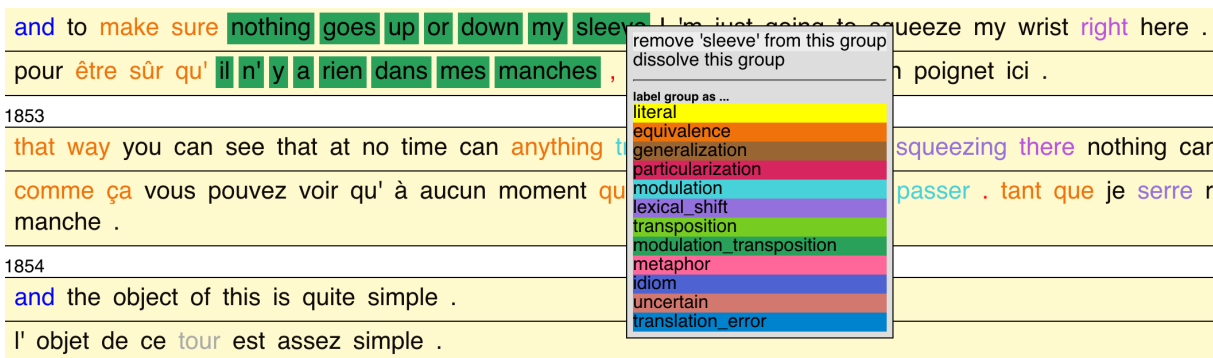 and to make sure nothing goes up or down my sleeve I 'm just going to squeeze my wrist right here .
pour être sûr qu' il n' y a rien dans mes manches , poignet ici .
remove 'sleeve' from this group
dissolve this group
label group as ...
literal
equivalence
generalization
particularization
modulation
lexical_shift
transposition
modulation_transposition
metaphor
idiom
uncertain
translation_error
1853
that way you can see that at no time can anything squeezing there nothing can
comme ça vous pouvez voir qu' à aucun moment passer . tant que je serre
manche .
1854
and the object of this is quite simple .
l' objet de ce tour est assez simple .